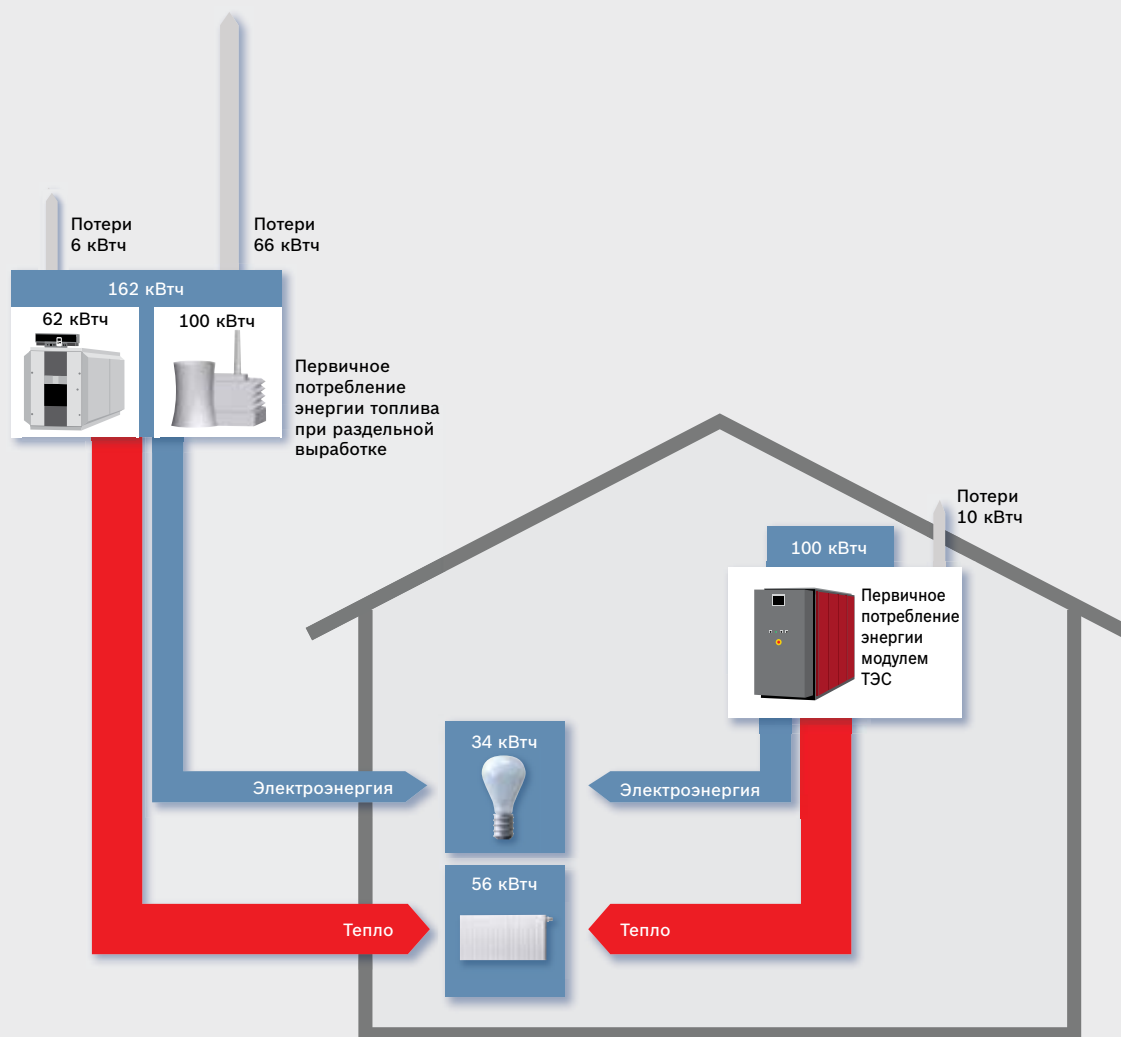 Потери
6 кВтч
Потери
66 кВтч
162 кВтч
62 кВтч
100 кВтч
Первичное
потребление
энергии топлива
при раздельной
выработке
Потери
10 кВтч
100 кВтч
Первичное
потребление
энергии
модулем
ТЭС
34 кВтч
Электроэнергия
Электроэнергия
56 кВтч
Тепло
Тепло